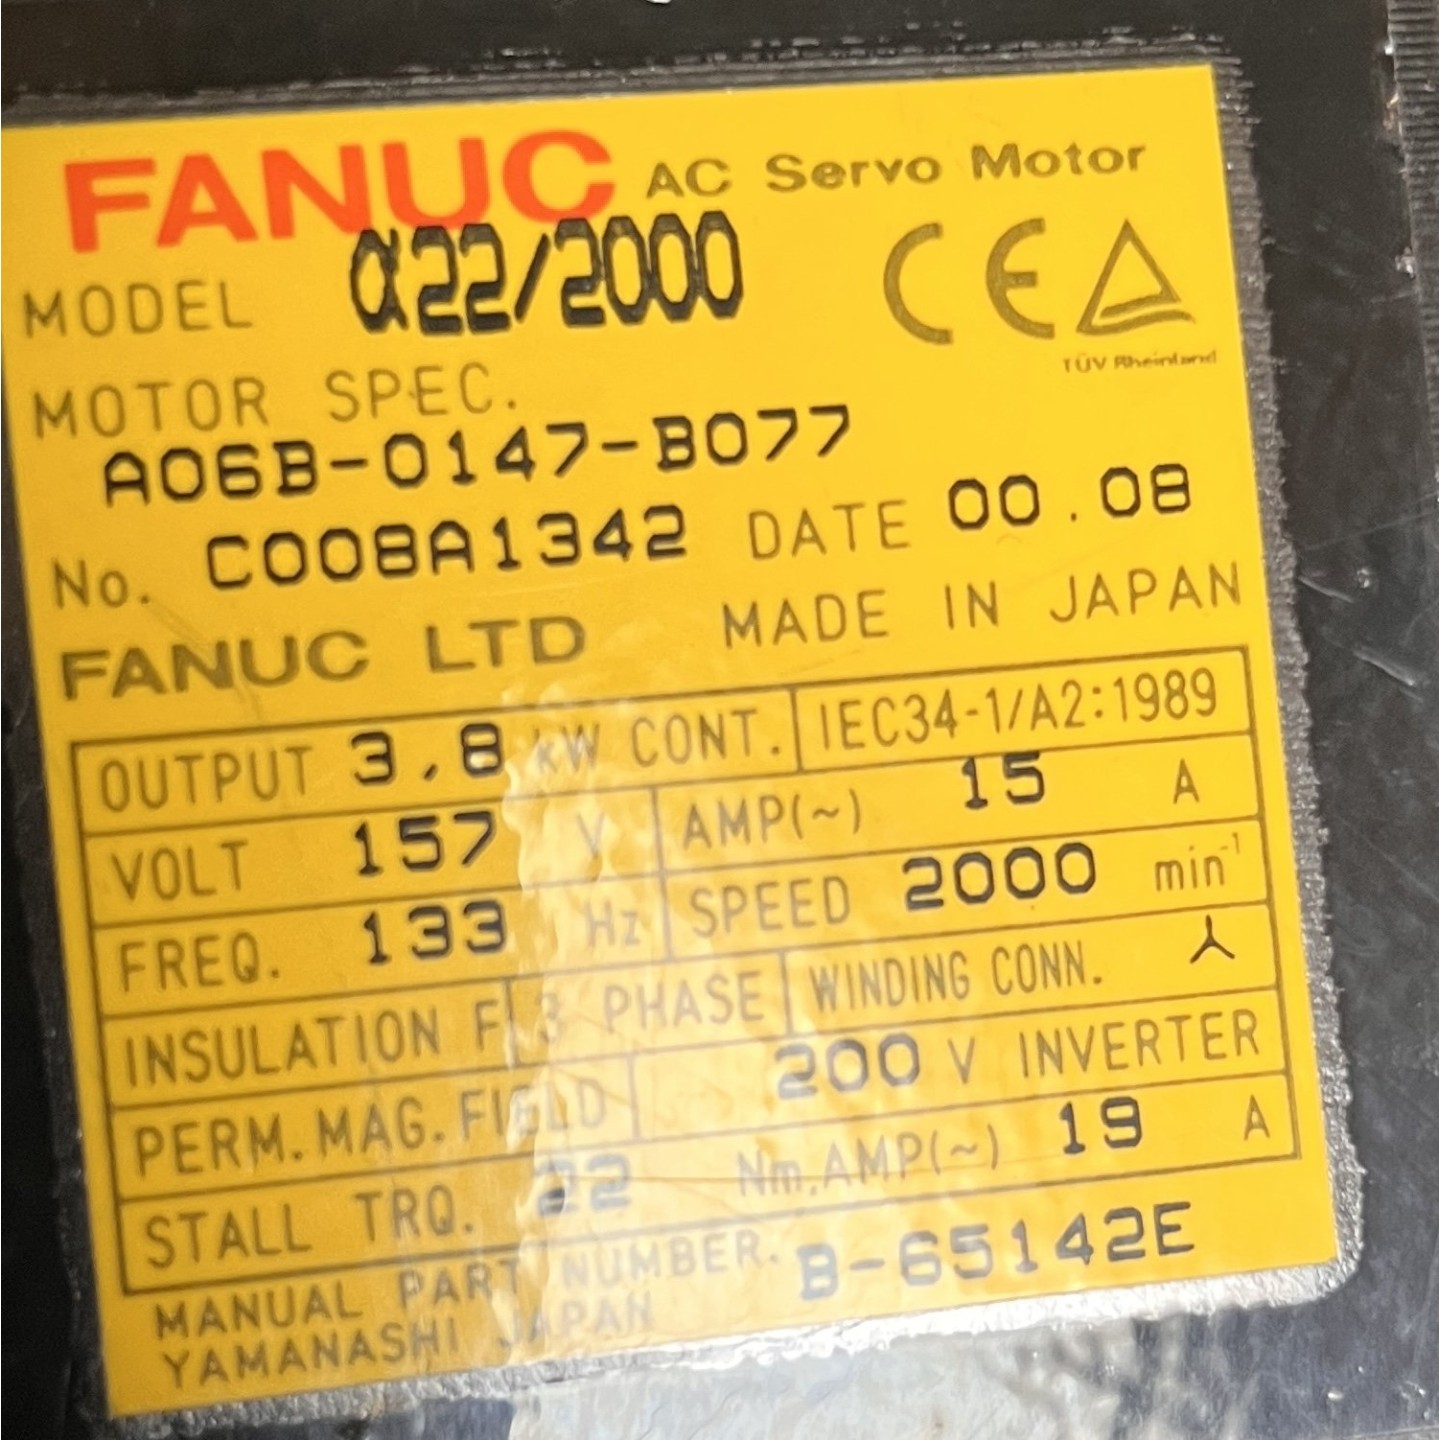 FANUC AC Servo Motor
MODEL α22/2000
CE
TÜV Rheinland
MOTOR SPEC.
A06B-0147-B077
No. C008A1342 DATE 00.08
FANUC LTD MADE IN JAPAN
OUTPUT 3.8 kW CONT. IEC34-1/A2:1989
VOLT 157 V AMP(~) 15 A
FREQ. 133 Hz SPEED 2000 min⁻¹
INSULATION F 3 PHASE WINDING CONN.
PERM.MAG.FIELD 200 V INVERTER
STALL TRQ. 22 Nm,AMP(~) 19 A
MANUAL PART NUMBER. B-65142E
YAMANASHI JAPAN